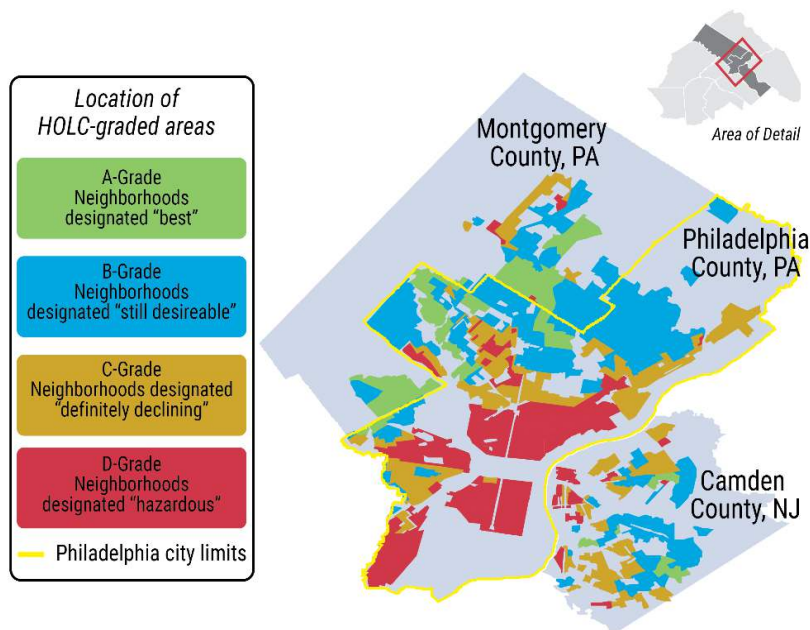 Location of
HOLC-graded areas
A-Grade
Neighborhoods
designated "best"
B-Grade
Neighborhoods
designated "still desireable"
C-Grade
Neighborhoods designated
"definitely declining"
D-Grade
Neighborhoods
designated "hazardous"
Philadelphia city limits
Area of Detail
Montgomery
County, PA
Philadelphia
County, PA
Camden
County, NJ